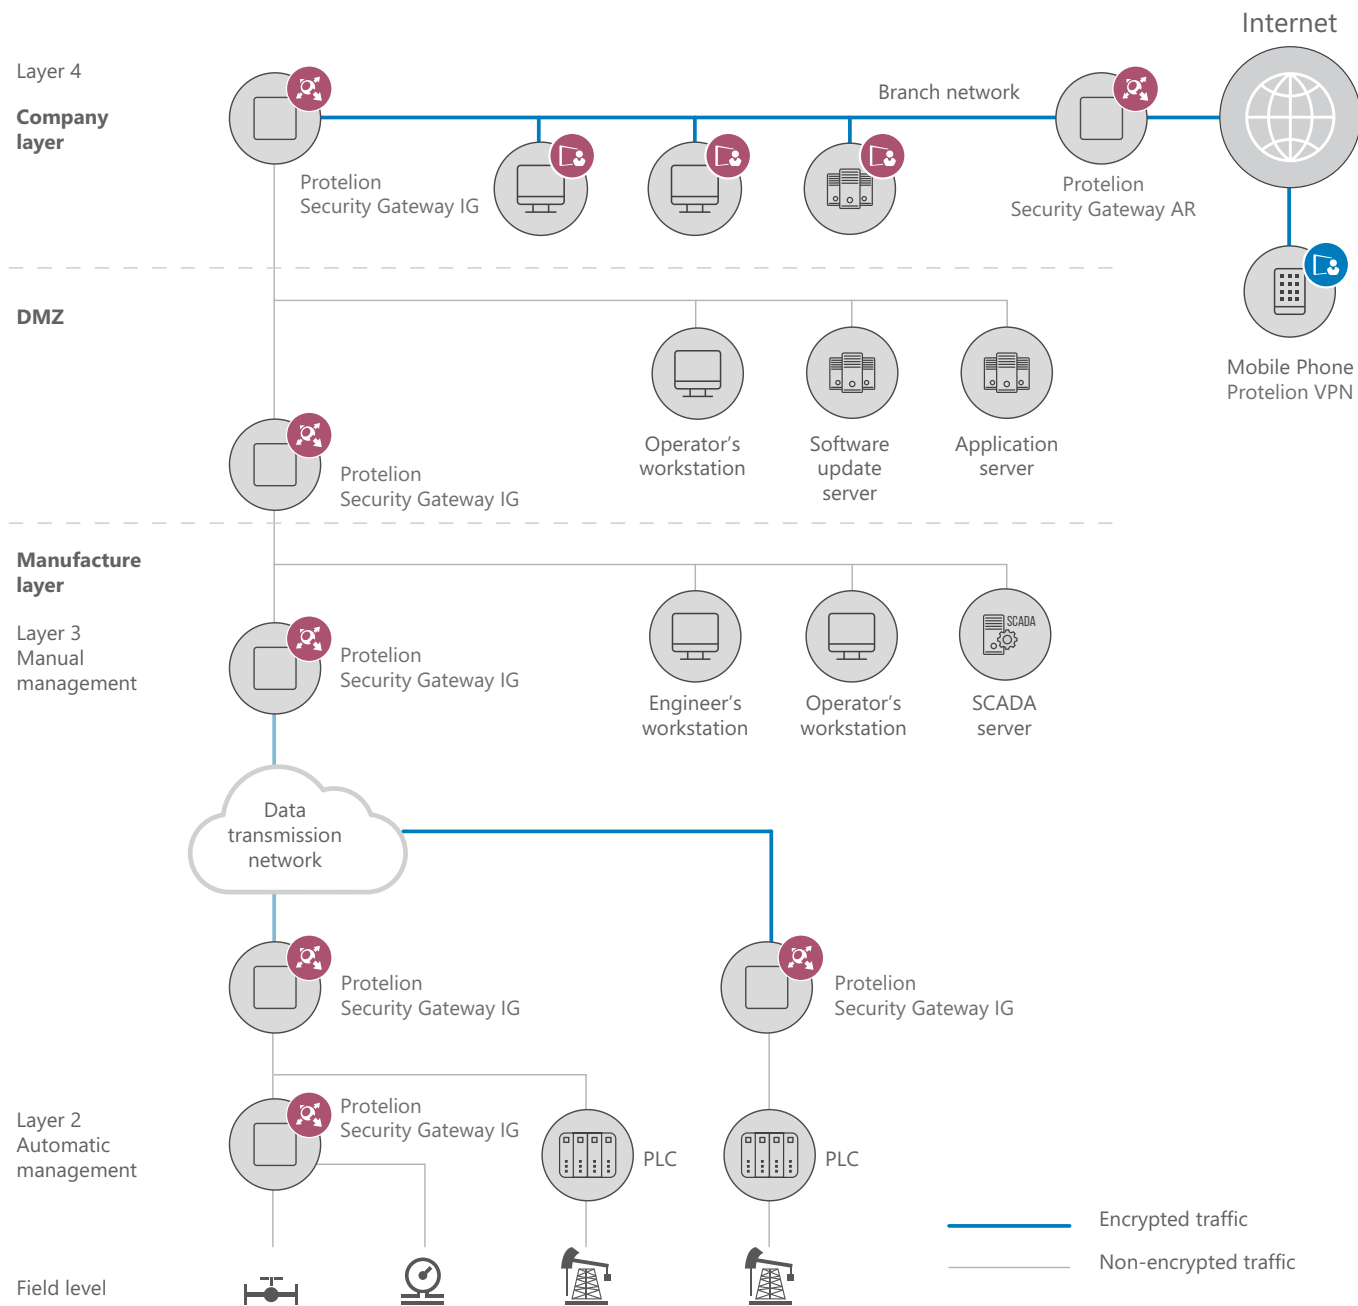 Internet
Layer 4
Company
layer
Branch network
Protelion
Security Gateway IG
Protelion
Security Gateway AR
DMZ
Mobile Phone
Protelion VPN
Operator's
workstation
Software
update
server
Application
server
Protelion
Security Gateway IG
Manufacture
layer
Layer 3
Manual
management
Protelion
Security Gateway IG
SCADA
Engineer's
workstation
Operator's
workstation
SCADA
server
Data
transmission
network
Protelion
Security Gateway IG
Protelion
Security Gateway IG
Layer 2
Automatic
management
Protelion
Security Gateway IG
PLC
PLC
Encrypted traffic
Non-encrypted traffic
Field level